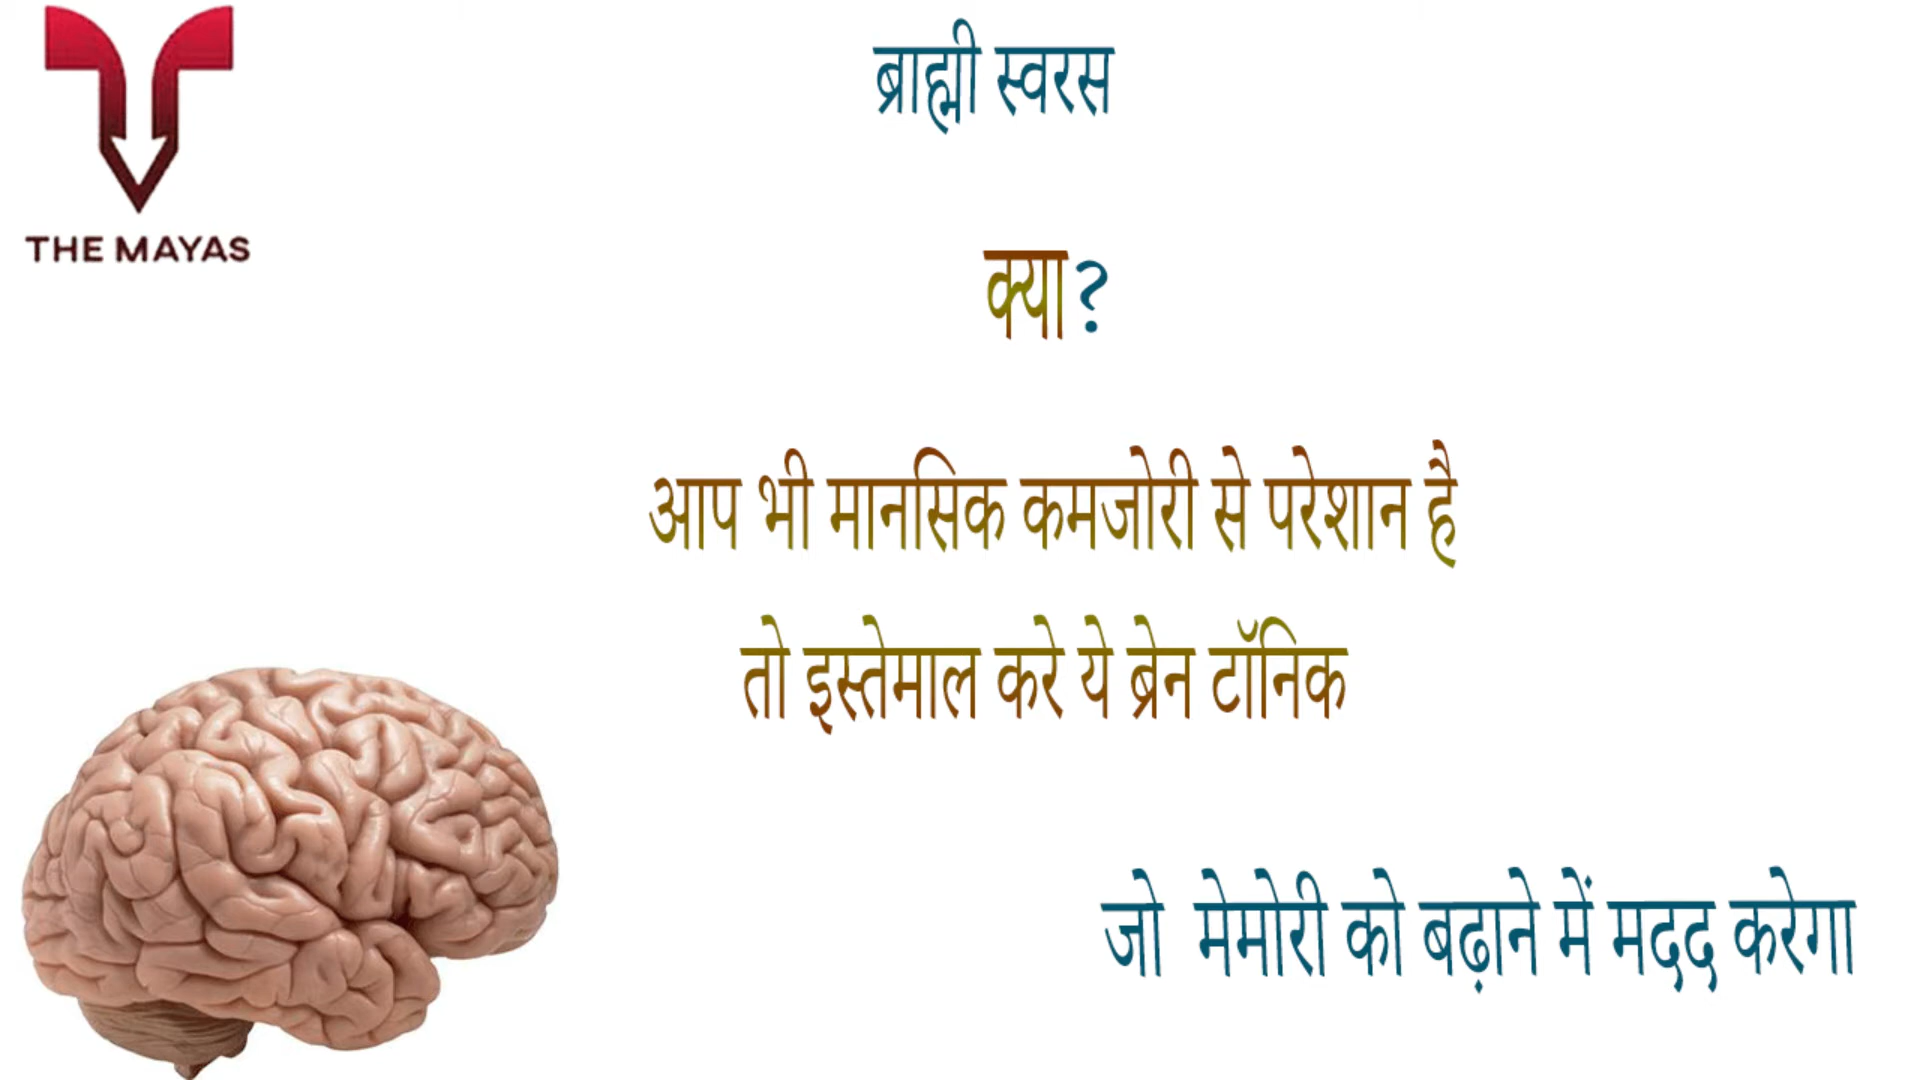 THE MAYAS
ब्राह्मी स्वरस
क्या?
आप भी मानसिक कमजोरी से परेशान है
तो इस्तेमाल करे ये ब्रेन टॉनिक
जो मेमोरी को बढ़ाने में मदद करेगा